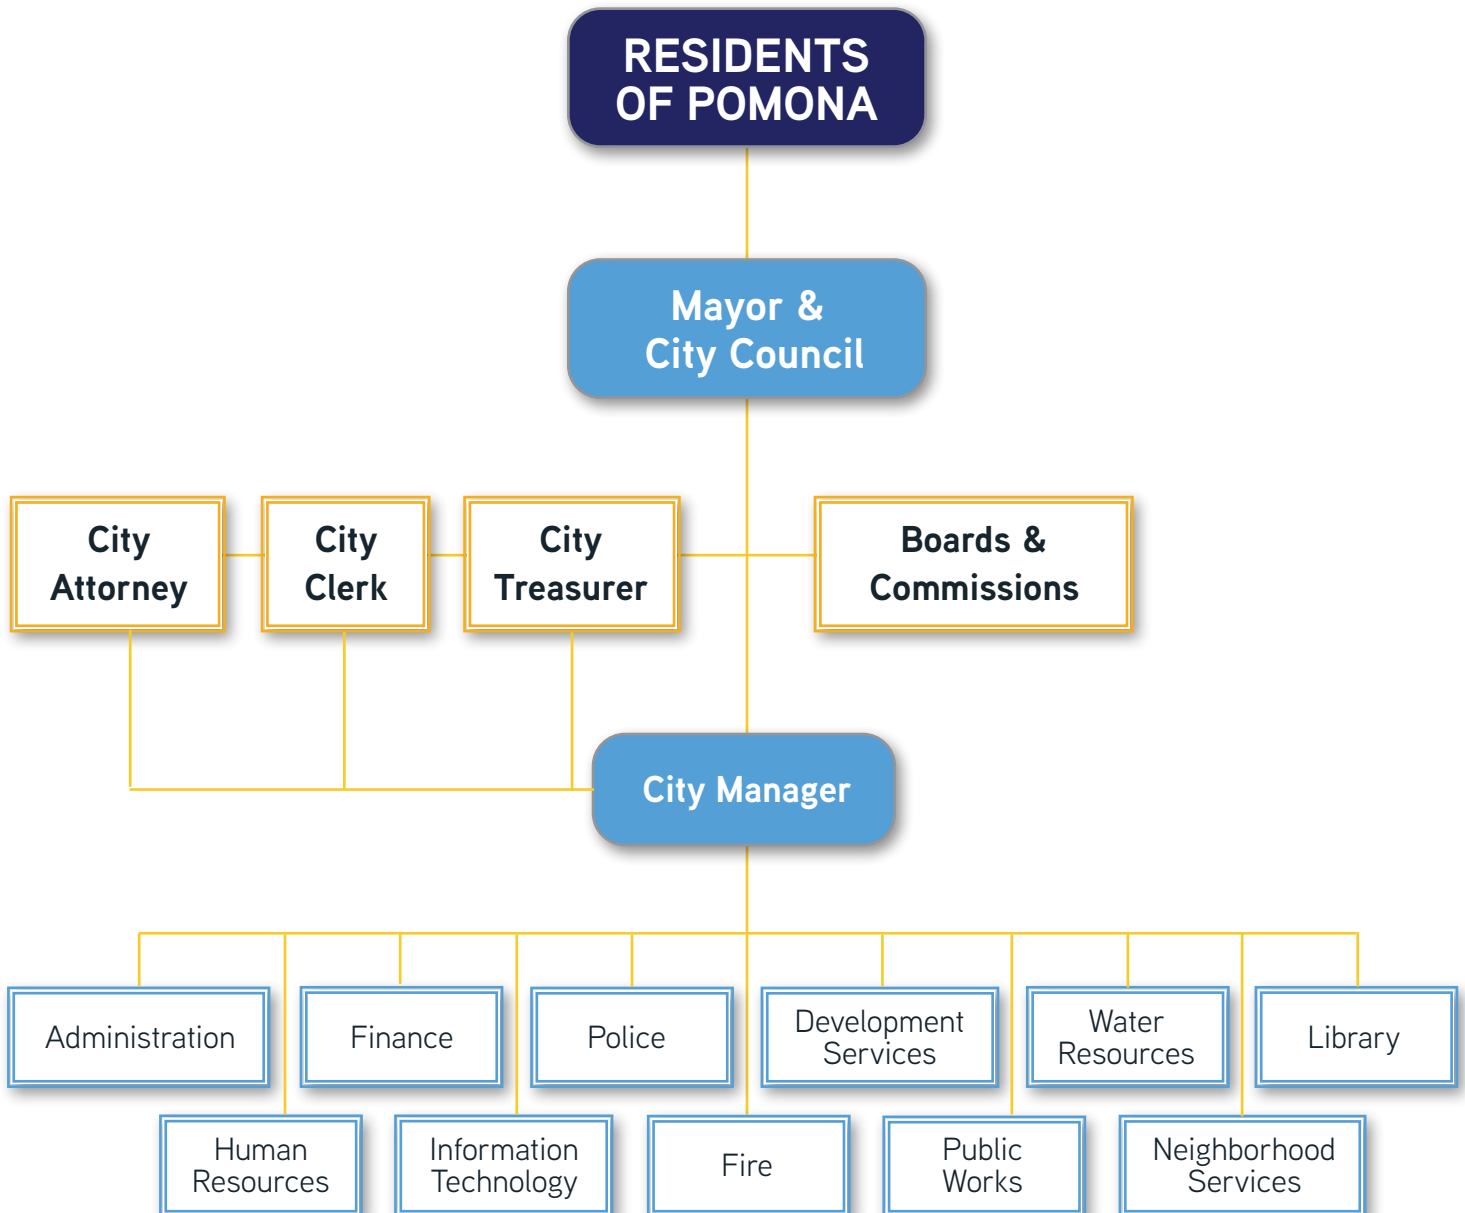 RESIDENTS
OF POMONA
Mayor &
City Council
City
Attorney
City
Clerk
City
Treasurer
Boards &
Commissions
City Manager
Administration
Finance
Police
Development
Services
Water
Resources
Library
Human
Resources
Information
Technology
Fire
Public
Works
Neighborhood
Services